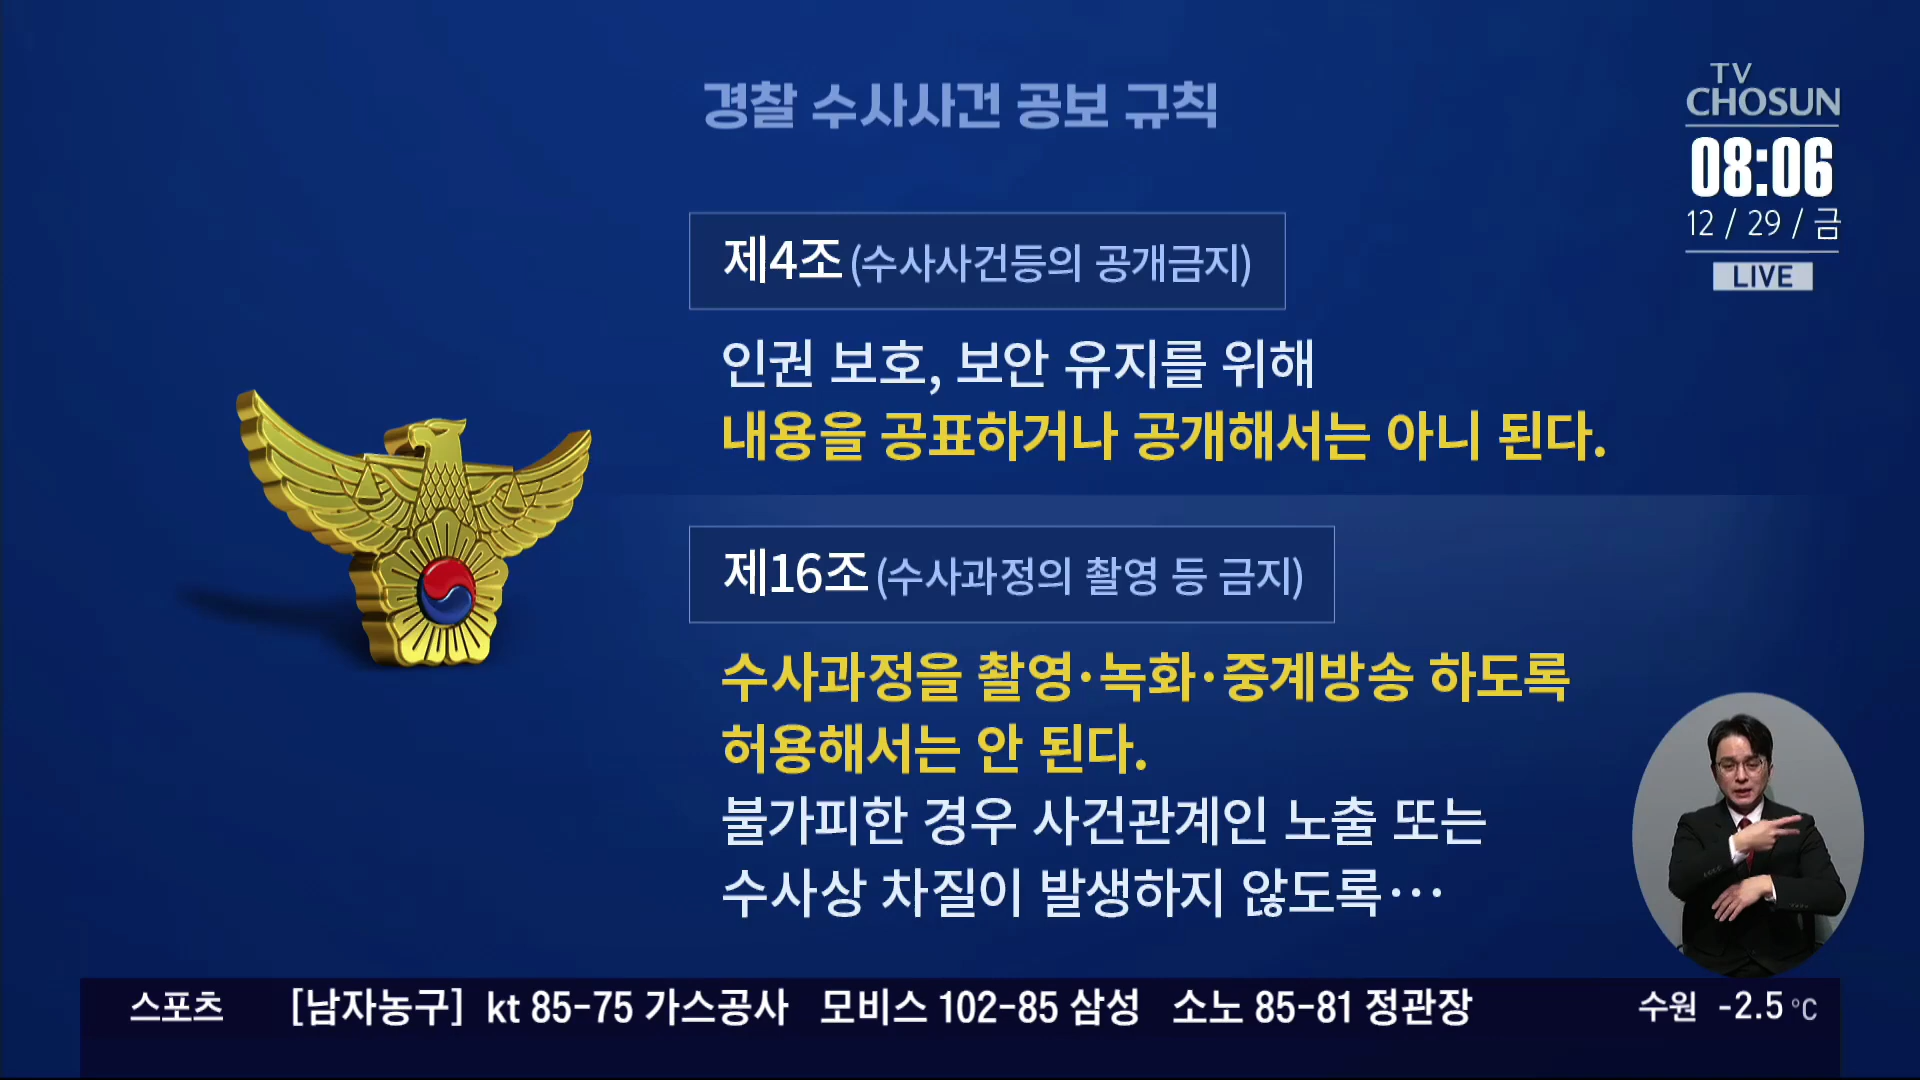 경찰 수사사건 공보 규칙
TV
CHOSUN
08:06
12 / 29 / 금
LIVE
제4조 (수사사건등의 공개금지)
인권 보호, 보안 유지를 위해
내용을 공표하거나 공개해서는 아니 된다.
제16조 (수사과정의 촬영 등 금지)
수사과정을 촬영·녹화·중계방송 하도록
허용해서는 안 된다.
불가피한 경우 사건관계인 노출 또는
수사상 차질이 발생하지 않도록···
스포츠 [남자농구] kt 85-75 가스공사 모비스 102-85 삼성 소노 85-81 정관장 수원 -2.5 ℃